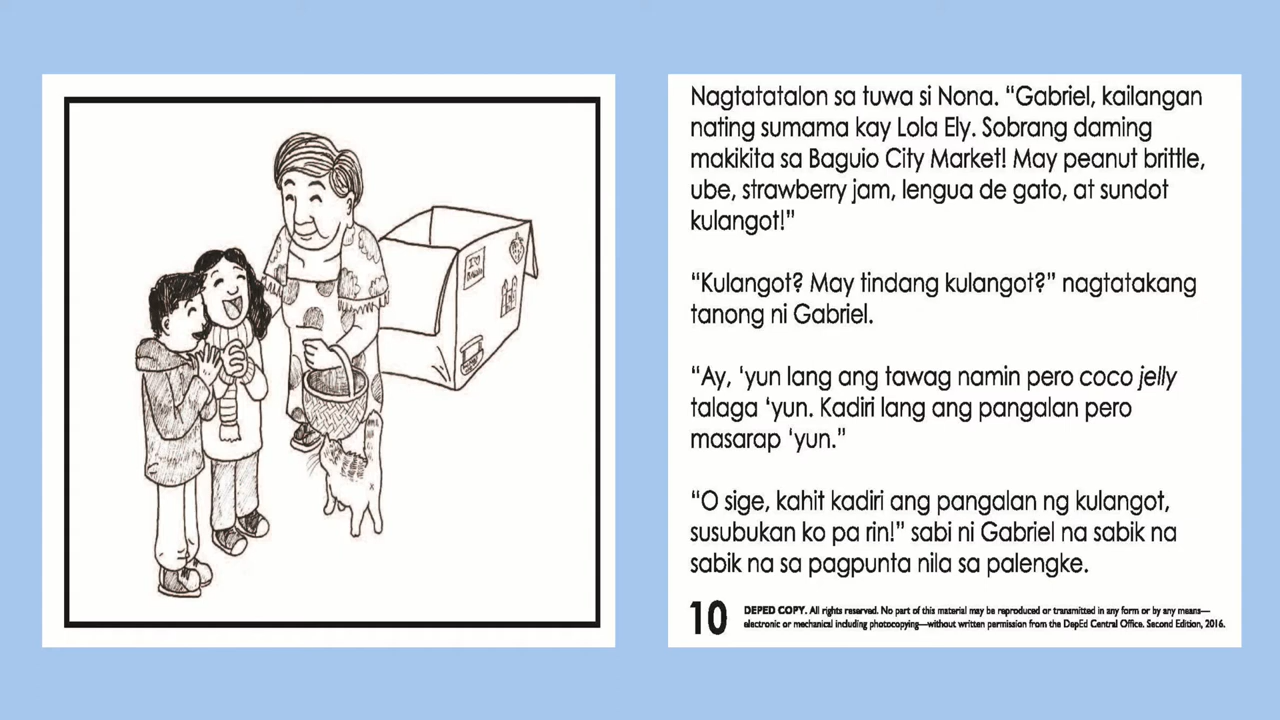 Nagtatatalon sa tuwa si Nona. “Gabriel, kailangan
nating sumama kay Lola Ely. Sobrang daming
makikita sa Baguio City Market! May peanut brittle,
ube, strawberry jam, lengua de gato, at sundot
kulangot!”
“Kulangot? May tindang kulangot?” nagtatakang
tanong ni Gabriel.
“Ay, ‘yun lang ang tawag namin pero coco jelly
talaga ‘yun. Kadiri lang ang pangalan pero
masarap ‘yun.”
“O sige, kahit kadiri ang pangalan ng kulangot,
susubukan ko pa rin!” sabi ni Gabriel na sabik na
sabik na sa pagpunta nila sa palengke.
10
DEPED COPY. All rights reserved. No part of this material may be reproduced or transmitted in any form or by any means—
electronic or mechanical including photocopying—without written permission from the DepEd Central Office. Second Edition, 2016.